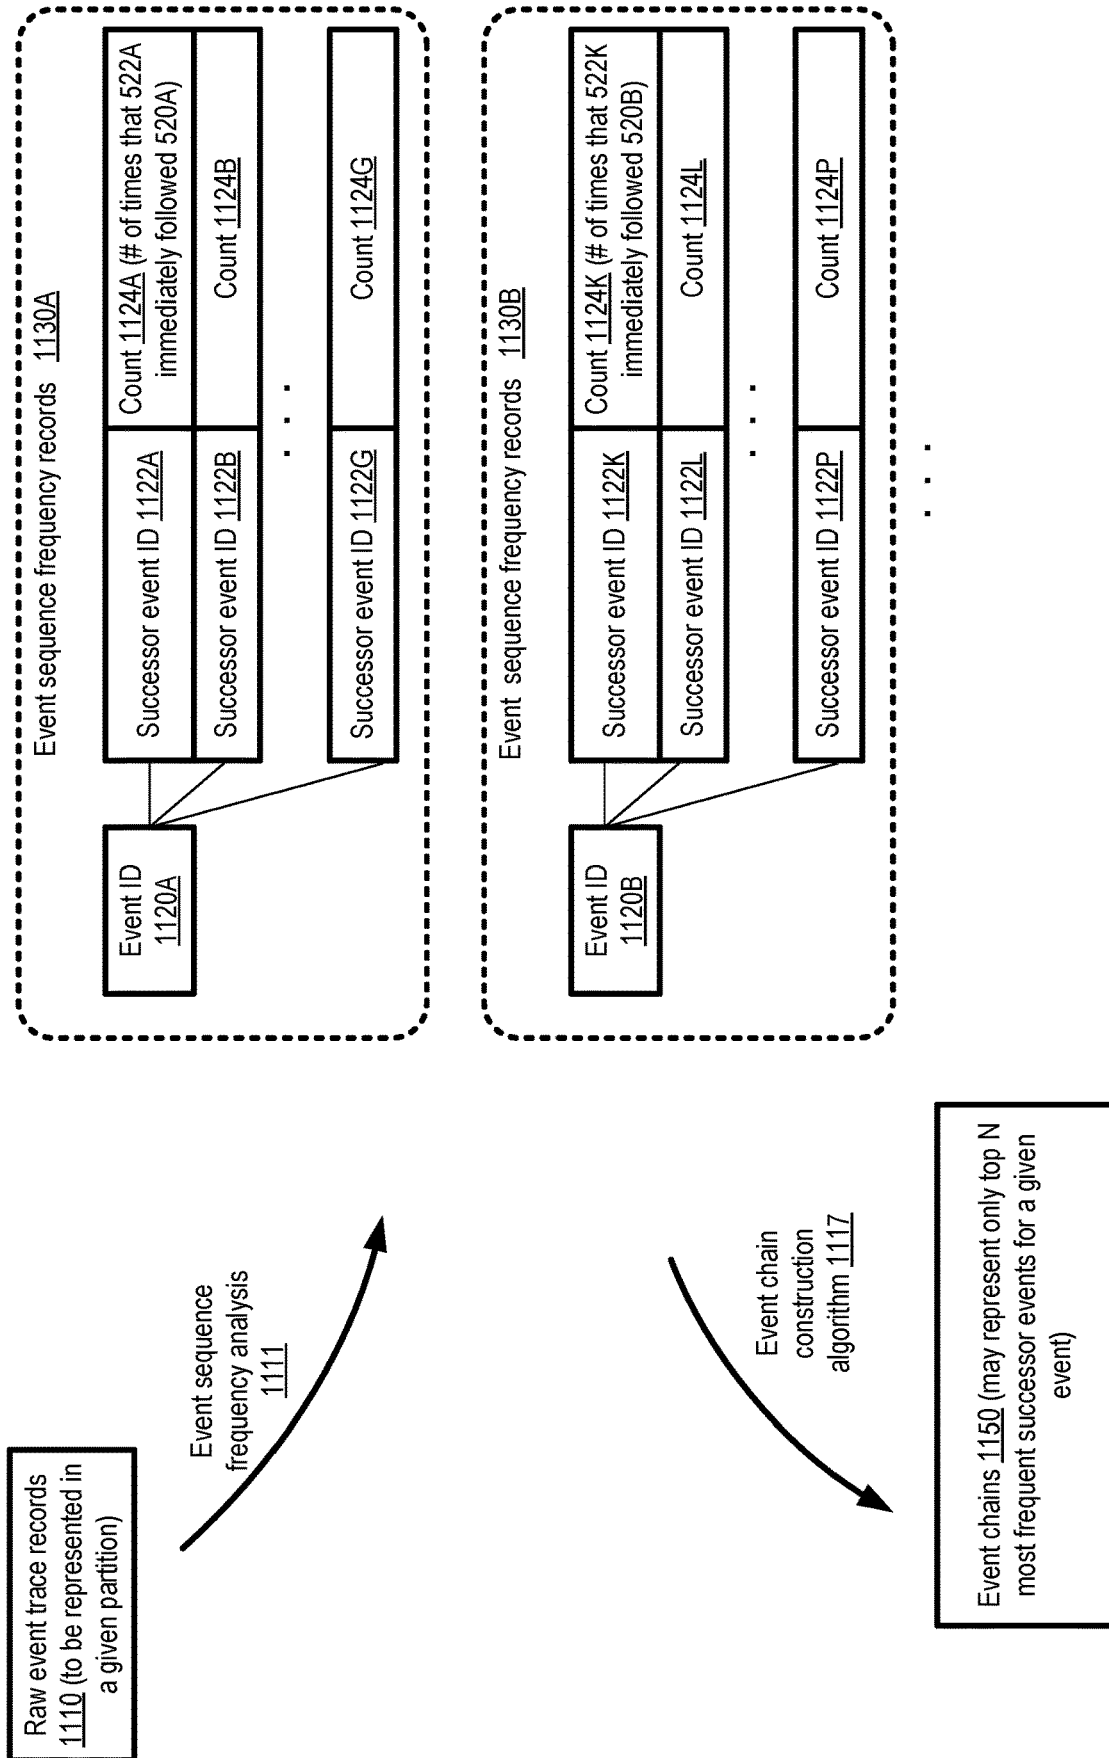 Raw event trace records
1110 (to be represented in
a given partition)
Event sequence
frequency analysis
1111
Event sequence frequency records 1130A
Event ID
1120A
Successor event ID 1122A
Count 1124A (# of times that 522A
immediately followed 520A)
Successor event ID 1122B
Count 1124B
. . .
Successor event ID 1122G
Count 1124G
Event sequence frequency records 1130B
Event ID
1120B
Successor event ID 1122K
Count 1124K (# of times that 522K
immediately followed 520B)
Successor event ID 1122L
Count 1124L
. . .
Successor event ID 1122P
Count 1124P
. . .
Event chain
construction
algorithm 1117
Event chains 1150 (may represent only top N
most frequent successor events for a given
event)